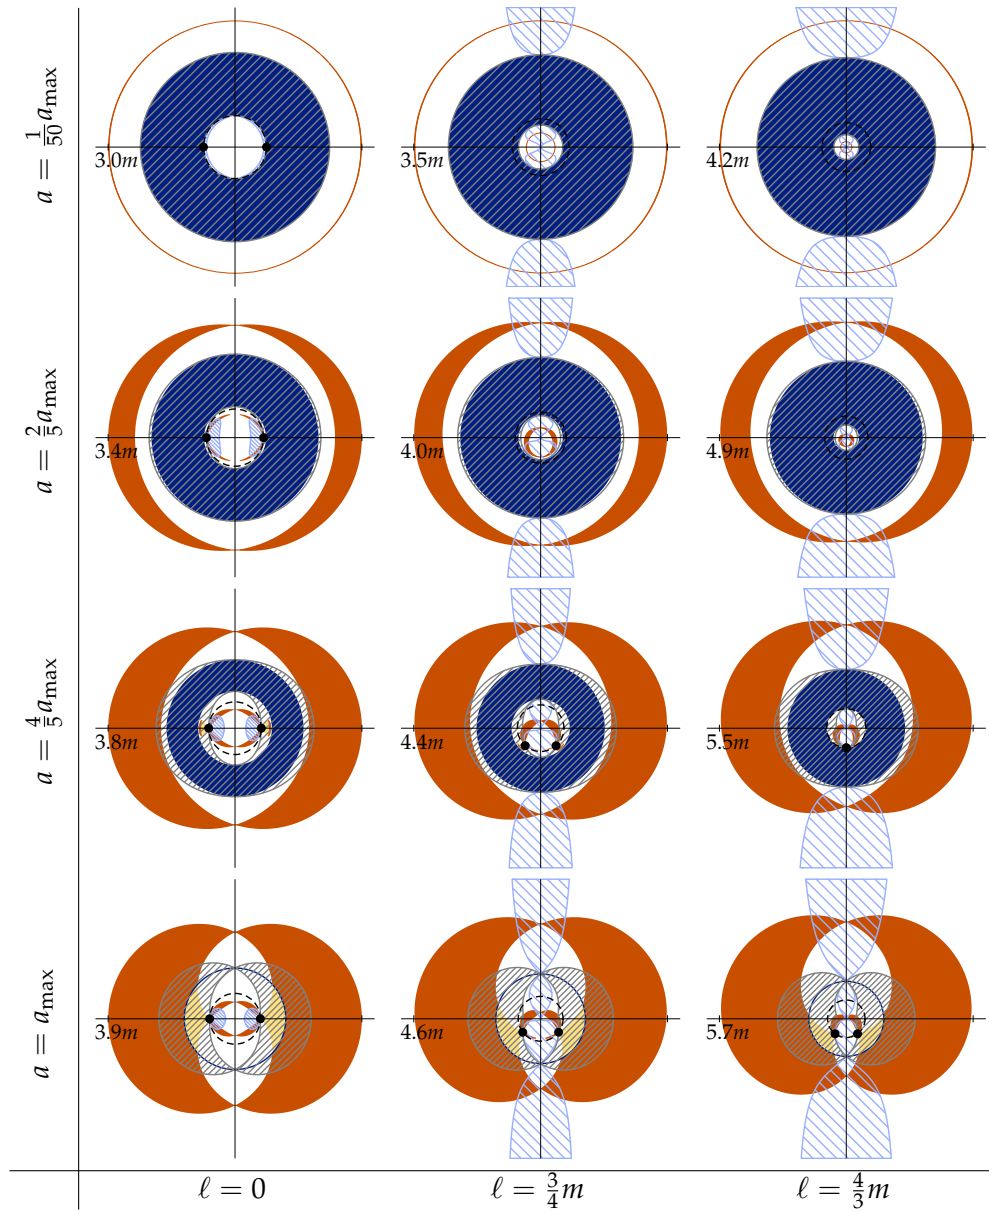 a = 1/50 a_max
3.0m
3.5m
4.2m
a = 2/5 a_max
3.4m
4.0m
4.9m
a = 4/5 a_max
3.8m
4.4m
5.5m
a = a_max
3.9m
4.6m
5.7m
ℓ = 0
ℓ = 3/4 m
ℓ = 4/3 m